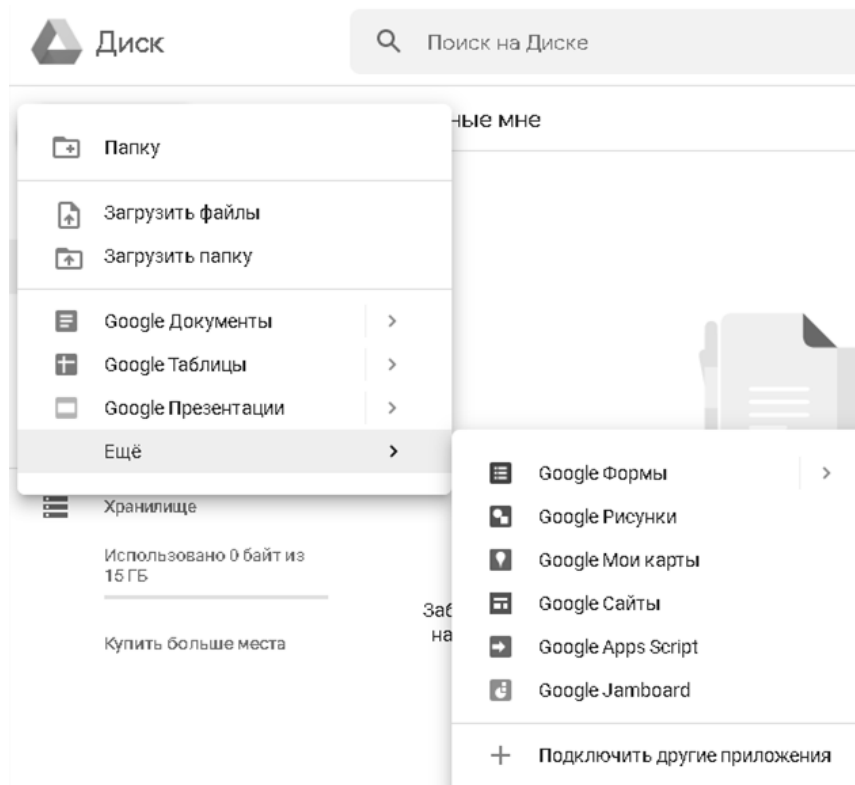 Диск
Поиск на Диске
ные мне
Папку
Загрузить файлы
Загрузить папку
Google Документы
Google Таблицы
Google Презентации
Ещё
Хранилище
Использовано 0 байт из
15 ГБ
Купить больше места
Google Формы
Google Рисунки
Google Мои карты
Google Сайты
Google Apps Script
Google Jamboard
Подключить другие приложения